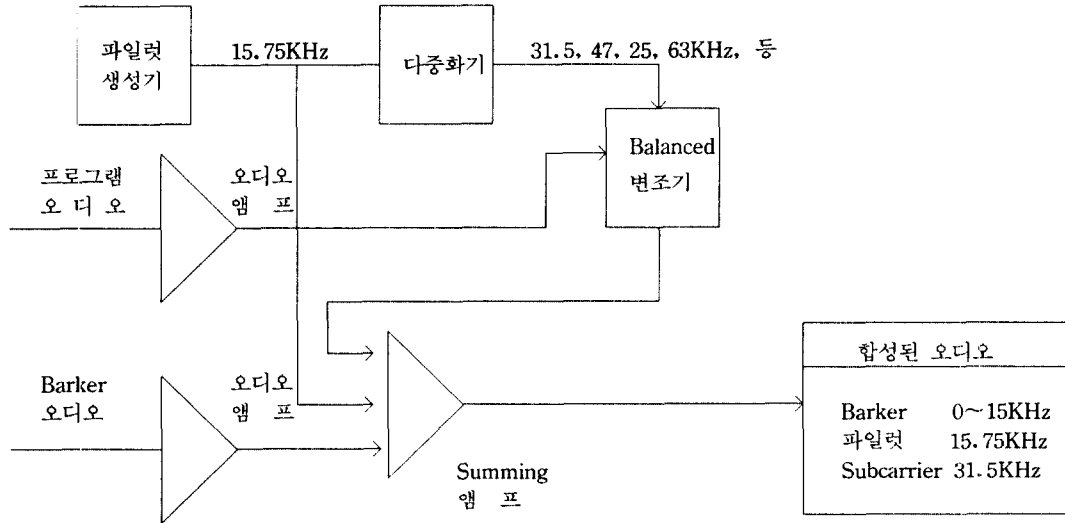 파일럿
생성기
15.75KHz
다중화기
31.5, 47, 25, 63KHz, 등
Balanced
변조기
프로그램
오 디 오
오디오
앰 프
Barker
오디오
오디오
앰 프
Summing
앰 프
합성된 오디오
Barker 0~15KHz
파일럿 15.75KHz
Subcarrier 31.5KHz